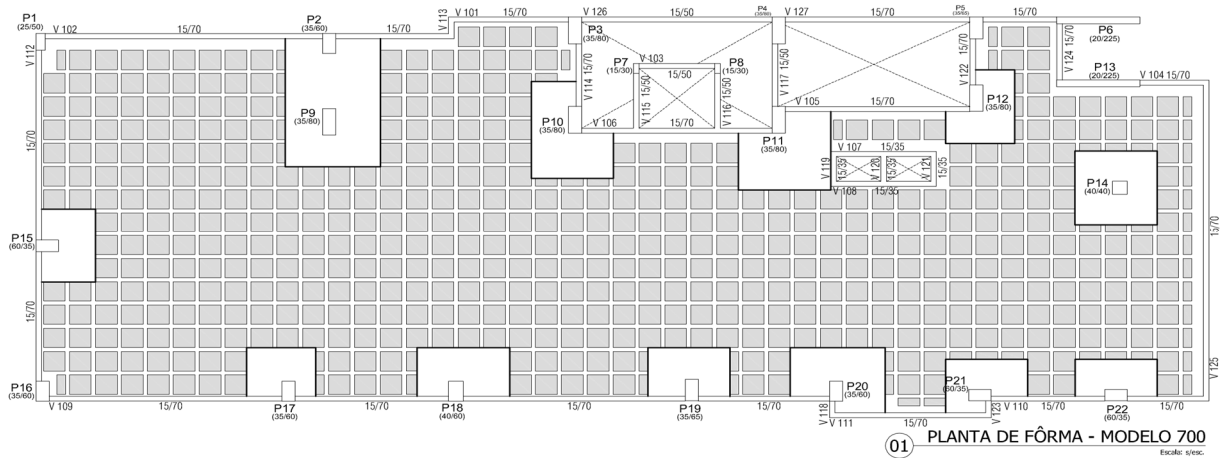 P1
(25/50)
V 102
15/70
P2
(35/60)
15/70
V 113
V 101
15/70
V 126
15/50
P4
(35/60)
V 127
15/70
P5
(35/65)
15/70
P6
(20/225)
V 112
P3
(35/80)
V 103
P7
(15/30)
P8
(15/30)
15/50
15/70
V 114
15/50
V 115
15/50
V 116
15/50
V 117
15/70
V 122
15/70
V 124
P13
(20/225)
V 104 15/70
P9
(35/80)
P10
(35/80)
V 106
15/70
V 105
15/70
P12
(35/80)
P11
(35/80)
15/70
V 107
15/35
V 119
15/35
V 120
15/35
V 121
15/35
V 108
15/35
P14
(40/40)
15/70
P15
(60/35)
15/70
V 125
P16
(35/60)
V 109
15/70
P17
(35/60)
P18
(40/60)
15/70
P19
(35/65)
15/70
P20
(35/60)
V 118
V 111
15/70
P21
(60/35)
V 123
V 110
15/70
P22
(60/35)
15/70
01
PLANTA DE FÔRMA - MODELO 700
Escala: s/esc.